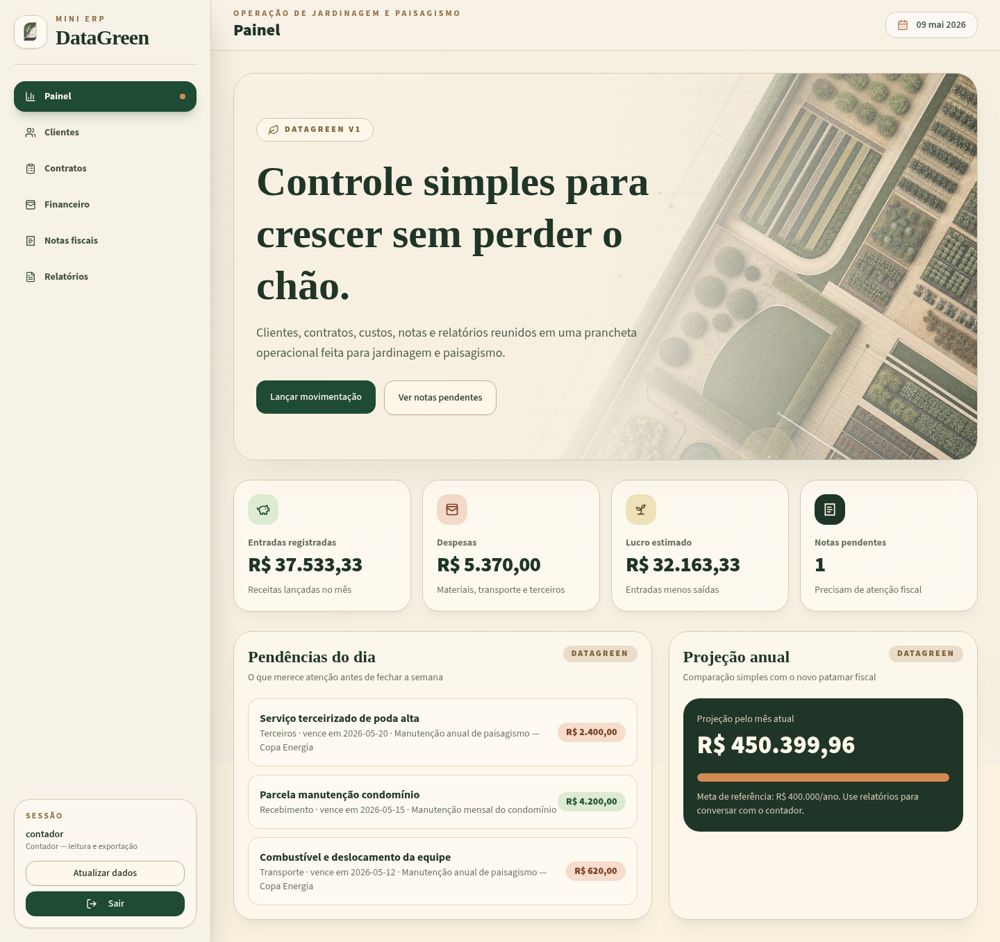 MINI ERP
DataGreen
Painel
Clientes
Contratos
Financeiro
Notas fiscais
Relatórios
SESSÃO
contador
Contador — leitura e exportação
Atualizar dados
Sair
OPERAÇÃO DE JARDINAGEM E PAISAGISMO
Painel
09 mai 2026
DATAGREEN V1
Controle simples para
crescer sem perder o
chão.
Clientes, contratos, custos, notas e relatórios reunidos em uma prancheta
operacional feita para jardinagem e paisagismo.
Lançar movimentação
Ver notas pendentes
Entradas registradas
R$ 37.533,33
Receitas lançadas no mês
Despesas
R$ 5.370,00
Materiais, transporte e terceiros
Lucro estimado
R$ 32.163,33
Entradas menos saídas
Notas pendentes
1
Precisam de atenção fiscal
Pendências do dia
DATAGREEN
O que merece atenção antes de fechar a semana
Serviço terceirizado de poda alta
Terceiros · vence em 2026-05-20 · Manutenção anual de paisagismo —
Copa Energia
R$ 2.400,00
Parcela manutenção condomínio
Recebimento · vence em 2026-05-15 · Manutenção mensal do condomínio
R$ 4.200,00
Combustível e deslocamento da equipe
Transporte · vence em 2026-05-12 · Manutenção anual de paisagismo —
Copa Energia
R$ 620,00
Projeção anual
DATAGREEN
Comparação simples com o novo patamar fiscal
Projeção pelo mês atual
R$ 450.399,96
Meta de referência: R$ 400.000/ano. Use relatórios para
conversar com o contador.